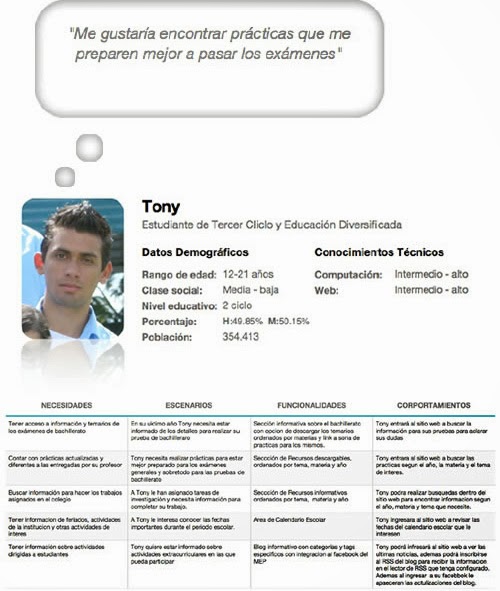 "Me gustaría encontrar prácticas que me
preparen mejor a pasar los exámenes"
Tony
Estudiante de Tercer Cliclo y Educación Diversificada
Datos Demográficos
Rango de edad: 12-21 años
Clase social: Media - baja
Nivel educativo: 2 ciclo
Porcentaje: H:49.85% M:50.15%
Población: 354,413
Conocimientos Técnicos
Computación: Intermedio - alto
Web: Intermedio - alto
NECESIDADES ESCENARIOS FUNCIONALIDADES CORPORTAMIENTOS
Tener acceso a información y temarios de
los exámenes de bachillerato
En su último año Tony necesita estar
informado de los detalles para realizar su
prueba de bachillerato
Sección informativa sobre el bachillerato
con opcion de descargar los temarios
ordenados por materias y link a seria de
practicas para los mismos.
Tony entrará al sitio web a buscar la
información para sus pruebas para aclarar
sus dudas
Contar con prácticas actualizadas y
diferentes a las entregadas por su profesor
Tony necesita realizar prácticas para estar
mejor preparado para los exámenes
generales y sobretodo para las pruebas de
bachillerato
Seccción de Recursos descargables,
ordenados por tema, materia y año
Tony entrará al sitio web a buscar las
practicas segun el año, la materia y el tema
de interes.
Buscar información para hacer los trabajos
asignados en el colegio
A Tony le han asignado tareas de
investigación y necesita información para
completar su trabajo.
Seccción de Recursos informativos
ordenados por tema, materia y año
Tony podra realizar busquedas dentro del
sitio web para encontrar informacion segun
el año, materia y tema que necesite.
Tener informacion de feriados, actividades
de la institucion y otras actividades de
interes
A Tony le interesa conocer las fechas
importantes durante el periodo escolar.
Area de Calendario Escolar
Tony ingresara al sitio web a revisar las
fechas del calendario escolar que le
interesen
Tener información sobre actividades
dirigidas a estudiantes
Tony quiere estar informado sobre
actividades extracurriculares en las que
pueda participar
Blog informativo con categorias y tags
especificos con integracion al facebook del
MEP
Tony podrá infresará al sitio web a ver las
ultimas noticias, ademas podrá inscribirse
al RSS del blog para recibir la informacion
en el lector de RSS que tenga configurado.
Ademas al ingresar a su facebbok le
apaeceran las actulizaciones del blog.